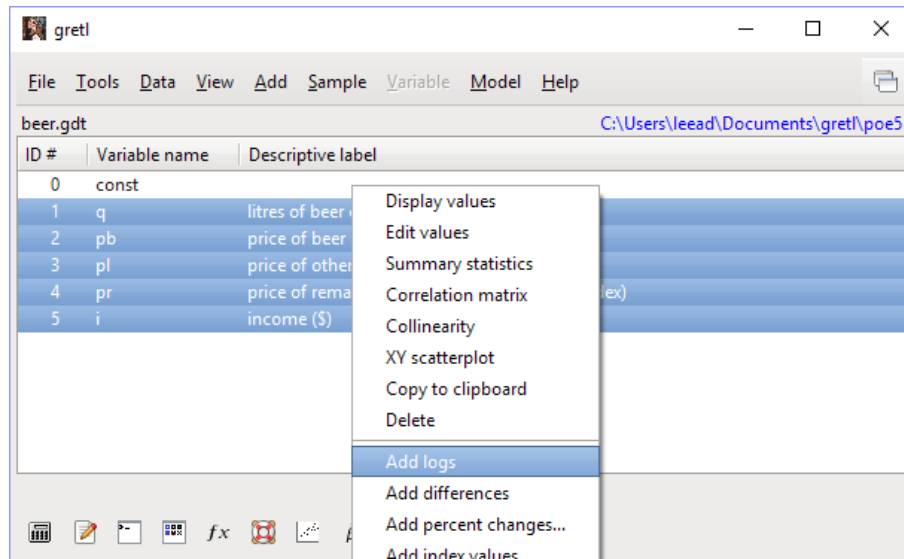 gretl
File Tools Data View Add Sample Variable Model Help
beer.gdt C:\Users\leead\Documents\gretl\poe5
ID # Variable name Descriptive label
0 const
1 q litres of beer
2 pb price of beer
3 pl price of other
4 pr price of rema ex)
5 i income ($)
Display values
Edit values
Summary statistics
Correlation matrix
Collinearity
XY scatterplot
Copy to clipboard
Delete
Add logs
Add differences
Add percent changes...
Add index values
fx